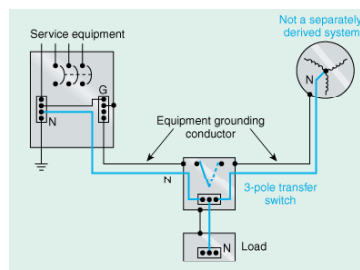 Not a separately
derived system
Service equipment
G
N
N
Equipment grounding
conductor
N
3-pole transfer
switch
N
Load